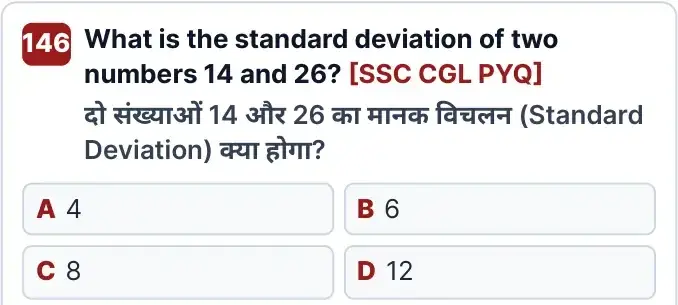 146 What is the standard deviation of two
numbers 14 and 26? [SSC CGL PYQ]
दो संख्याओं 14 और 26 का मानक विचलन (Standard
Deviation) क्या होगा?
A 4 B 6
C 8 D 12